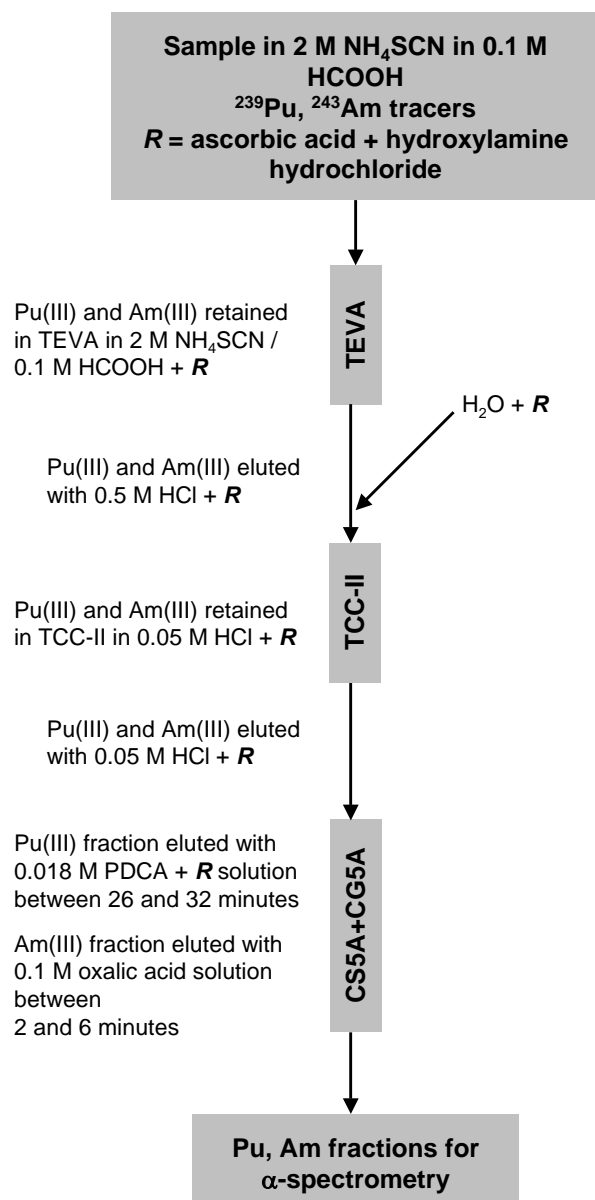 Sample in 2 M NH₄SCN in 0.1 M
HCOOH
²³⁹Pu, ²⁴³Am tracers
R = ascorbic acid + hydroxylamine
hydrochloride
TEVA
Pu(III) and Am(III) retained
in TEVA in 2 M NH₄SCN /
0.1 M HCOOH + R
H₂O + R
Pu(III) and Am(III) eluted
with 0.5 M HCl + R
TCC-II
Pu(III) and Am(III) retained
in TCC-II in 0.05 M HCl + R
Pu(III) and Am(III) eluted
with 0.05 M HCl + R
CS5A+CG5A
Pu(III) fraction eluted with
0.018 M PDCA + R solution
between 26 and 32 minutes
Am(III) fraction eluted with
0.1 M oxalic acid solution
between
2 and 6 minutes
Pu, Am fractions for
α-spectrometry